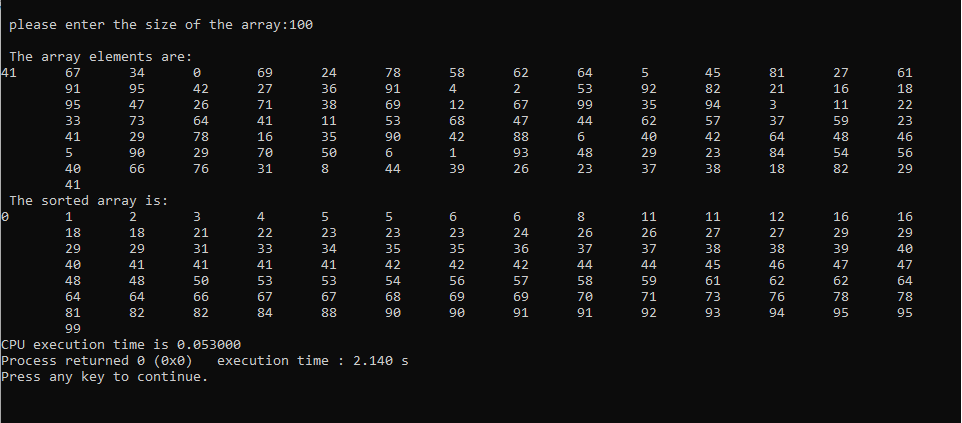 please enter the size of the array:100
The array elements are:
41 67 34 0 69 24 78 58 62 64 5 45 81 27 61
91 95 42 27 36 91 4 2 53 92 82 21 16 18
95 47 26 71 38 69 12 67 99 35 94 3 11 22
33 73 64 41 11 53 68 47 44 62 57 37 59 23
41 29 78 16 35 90 42 88 6 40 42 64 48 46
5 90 29 70 50 6 1 93 48 29 23 84 54 56
40 66 76 31 8 44 39 26 23 37 38 18 82 29
41
The sorted array is:
0 1 2 3 4 5 5 6 6 8 11 11 12 16 16
18 18 21 22 23 23 23 24 26 26 27 27 29 29
29 29 31 33 34 35 35 36 37 37 38 38 39 40
40 41 41 41 41 42 42 42 44 44 45 46 47 47
48 48 50 53 53 54 56 57 58 59 61 62 62 64
64 64 66 67 67 68 69 69 70 71 73 76 78 78
81 82 82 84 88 90 90 91 91 92 93 94 95 95
99
CPU execution time is 0.053000
Process returned 0 (0x0) execution time : 2.140 s
Press any key to continue.